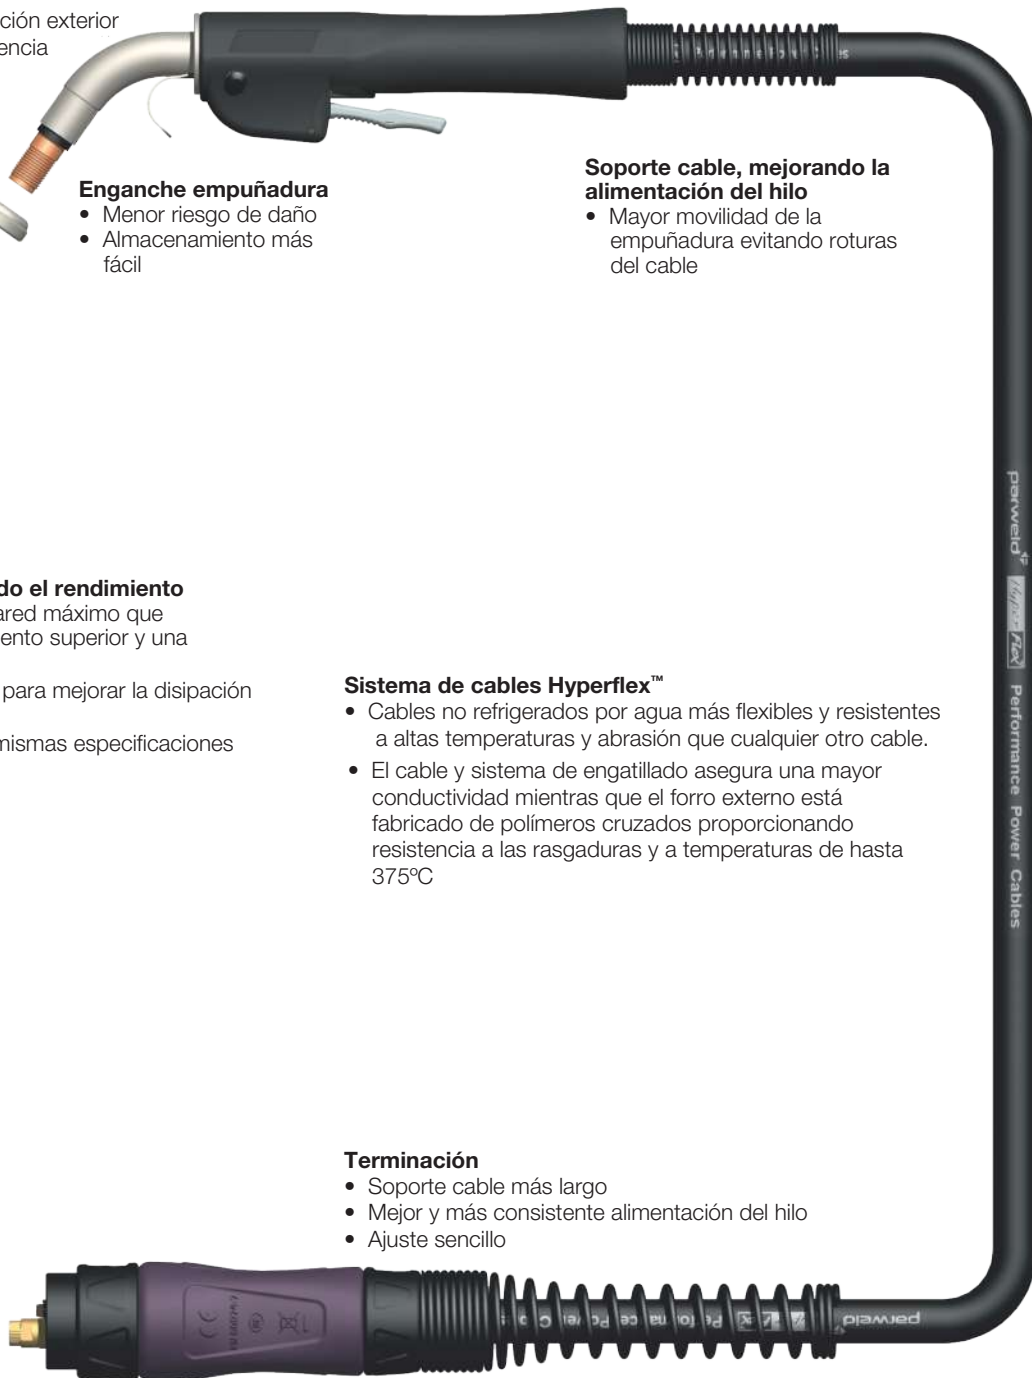 ción exterior
encia
Enganche empuñadura
• Menor riesgo de daño
• Almacenamiento más
fácil
Soporte cable, mejorando la
alimentación del hilo
• Mayor movilidad de la
empuñadura evitando roturas
del cable
do el rendimiento
ared máximo que
ento superior y una
para mejorar la disipación
mismas especificaciones
Sistema de cables Hyperflex™
• Cables no refrigerados por agua más flexibles y resistentes
a altas temperaturas y abrasión que cualquier otro cable.
• El cable y sistema de engatillado asegura una mayor
conductividad mientras que el forro externo está
fabricado de polímeros cruzados proporcionando
resistencia a las rasgaduras y a temperaturas de hasta
375ºC
parweld Hyper Flex Performance Power Cables
Terminación
• Soporte cable más largo
• Mejor y más consistente alimentación del hilo
• Ajuste sencillo
parweld Flex Performance Power C